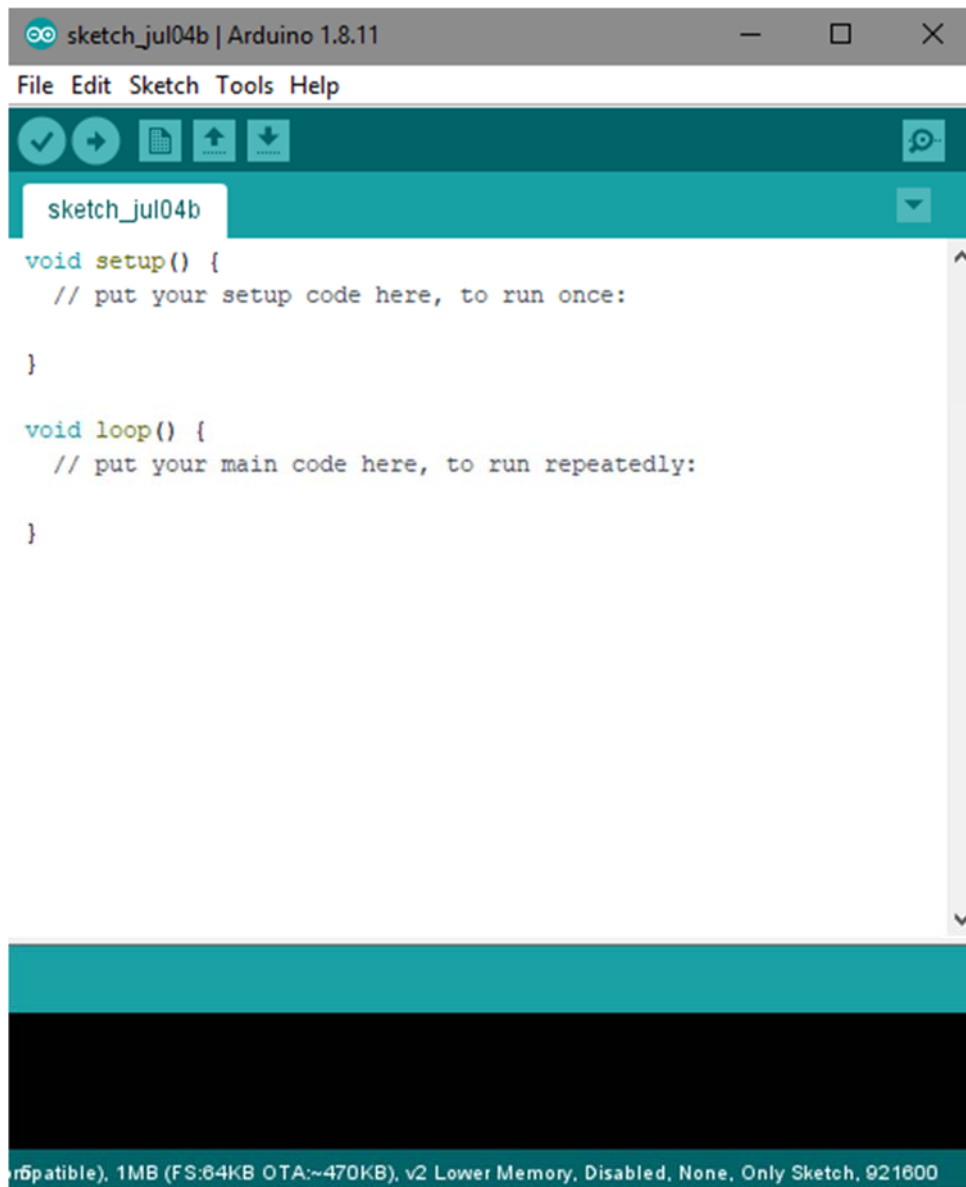 sketch_jul04b | Arduino 1.8.11
File Edit Sketch Tools Help
sketch_jul04b
void setup() {
  // put your setup code here, to run once:
}
void loop() {
  // put your main code here, to run repeatedly:
}
1MB (FS:64KB OTA:~470KB), v2 Lower Memory, Disabled, None, Only Sketch, 921600